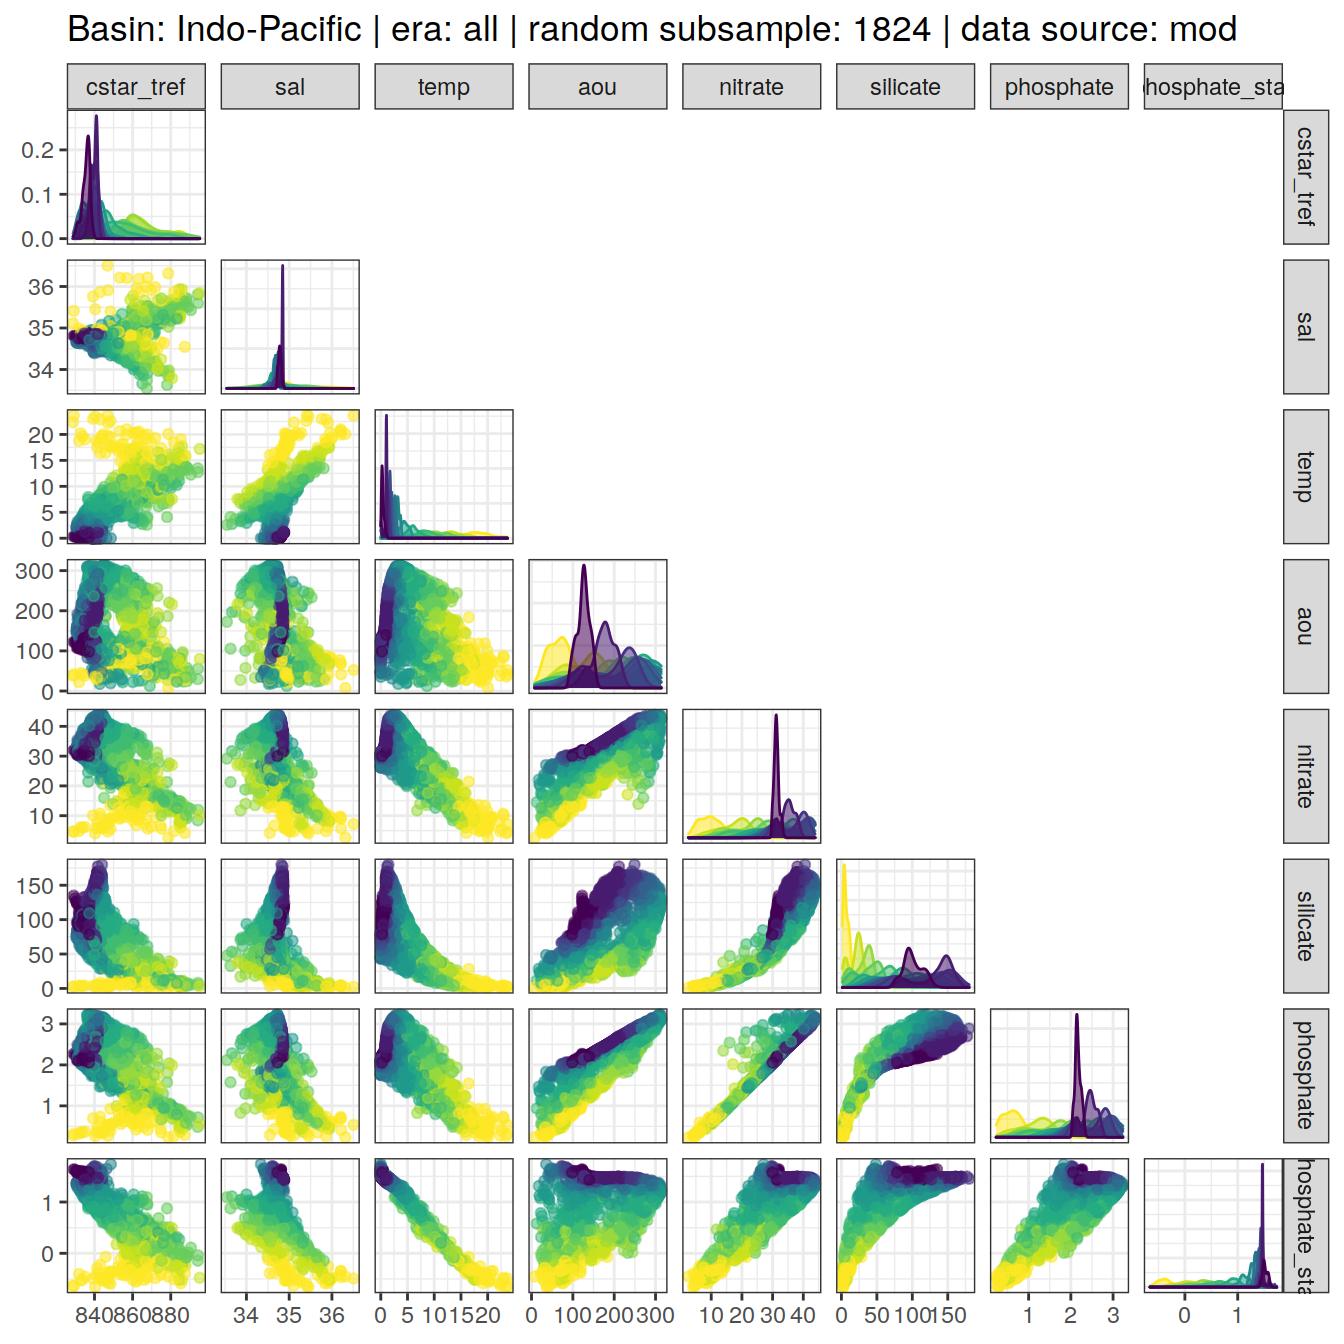 Basin: Indo-Pacific | era: all | random subsample: 1824 | data source: mod
cstar_tref sal temp aou nitrate silicate phosphate hosphate_sta
cstar_tref
0.2
0.1
0.0
sal
36
35
34
temp
20
15
10
5
0
aou
300
200
100
0
nitrate
40
30
20
10
silicate
150
100
50
0
phosphate
3
2
1
hosphate_sta
1
0
840 860 880 34 35 36 0 5 10 15 20 0 100 200 300 10 20 30 40 0 50 100 150 1 2 3 0 1